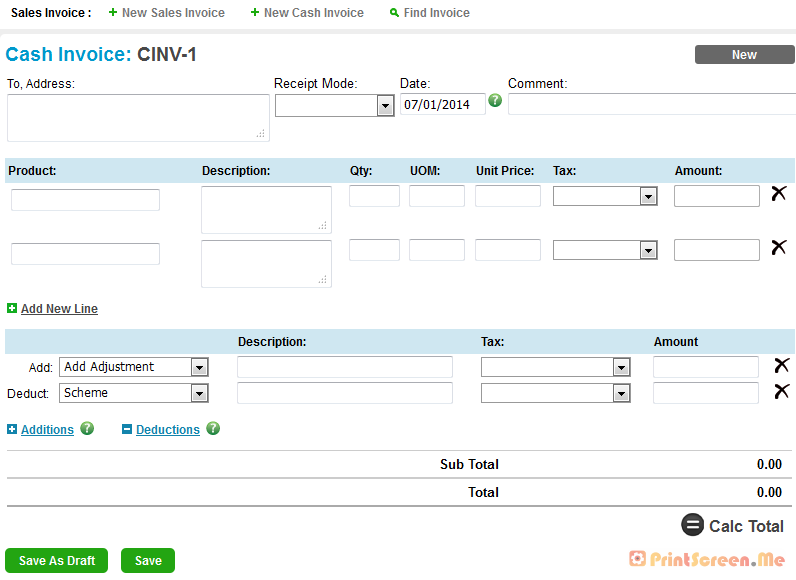 Sales Invoice : New Sales Invoice New Cash Invoice Find Invoice
Cash Invoice: CINV-1 New
To, Address: Receipt Mode: Date: Comment:
07/01/2014 ?
Product: Description: Qty: UOM: Unit Price: Tax: Amount:
Add New Line
Description: Tax: Amount
Add: Add Adjustment
Deduct: Scheme
Additions ? Deductions ?
Sub Total 0.00
Total 0.00
Calc Total
Save As Draft Save
PrintScreen.Me